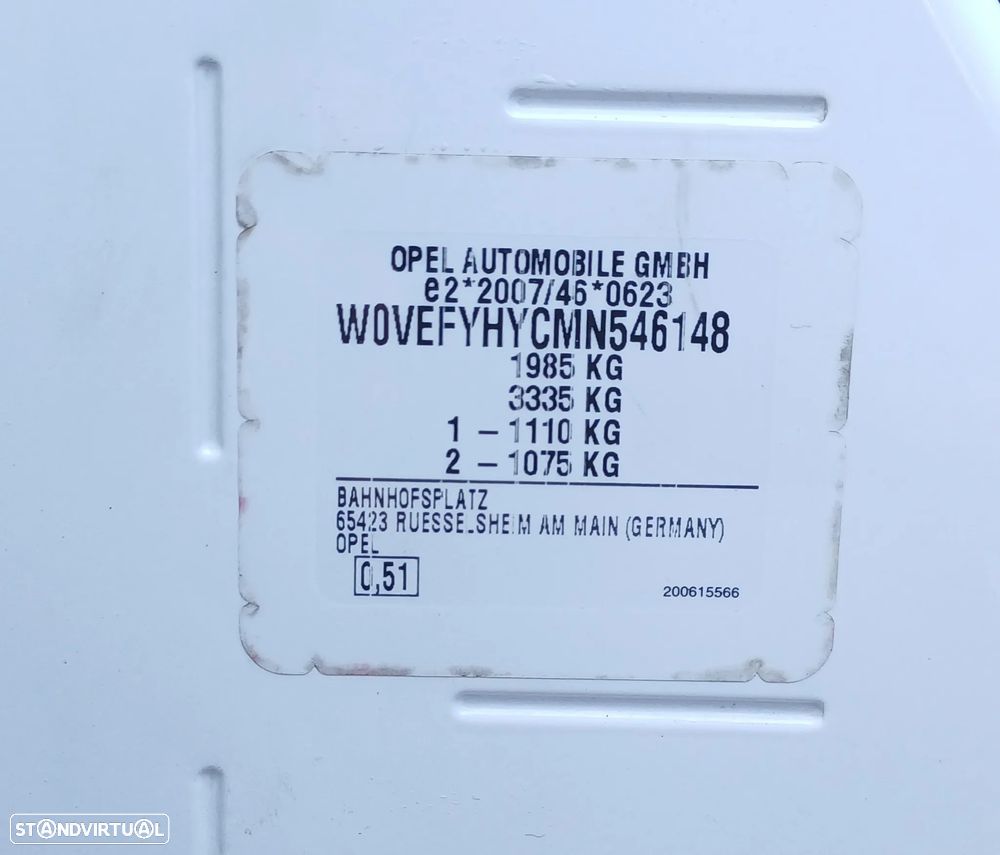 OPEL AUTOMOBILE GMBH
e2*2007/46*0623
W0VEFYHYCMN546148
1985 KG
3335 KG
1 – 1110 KG
2 – 1075 KG
BAHNHOFSPLATZ
65423 RUESSELSHEIM AM MAIN (GERMANY)
OPEL
0,51
200615566
STANDVIRTUAL